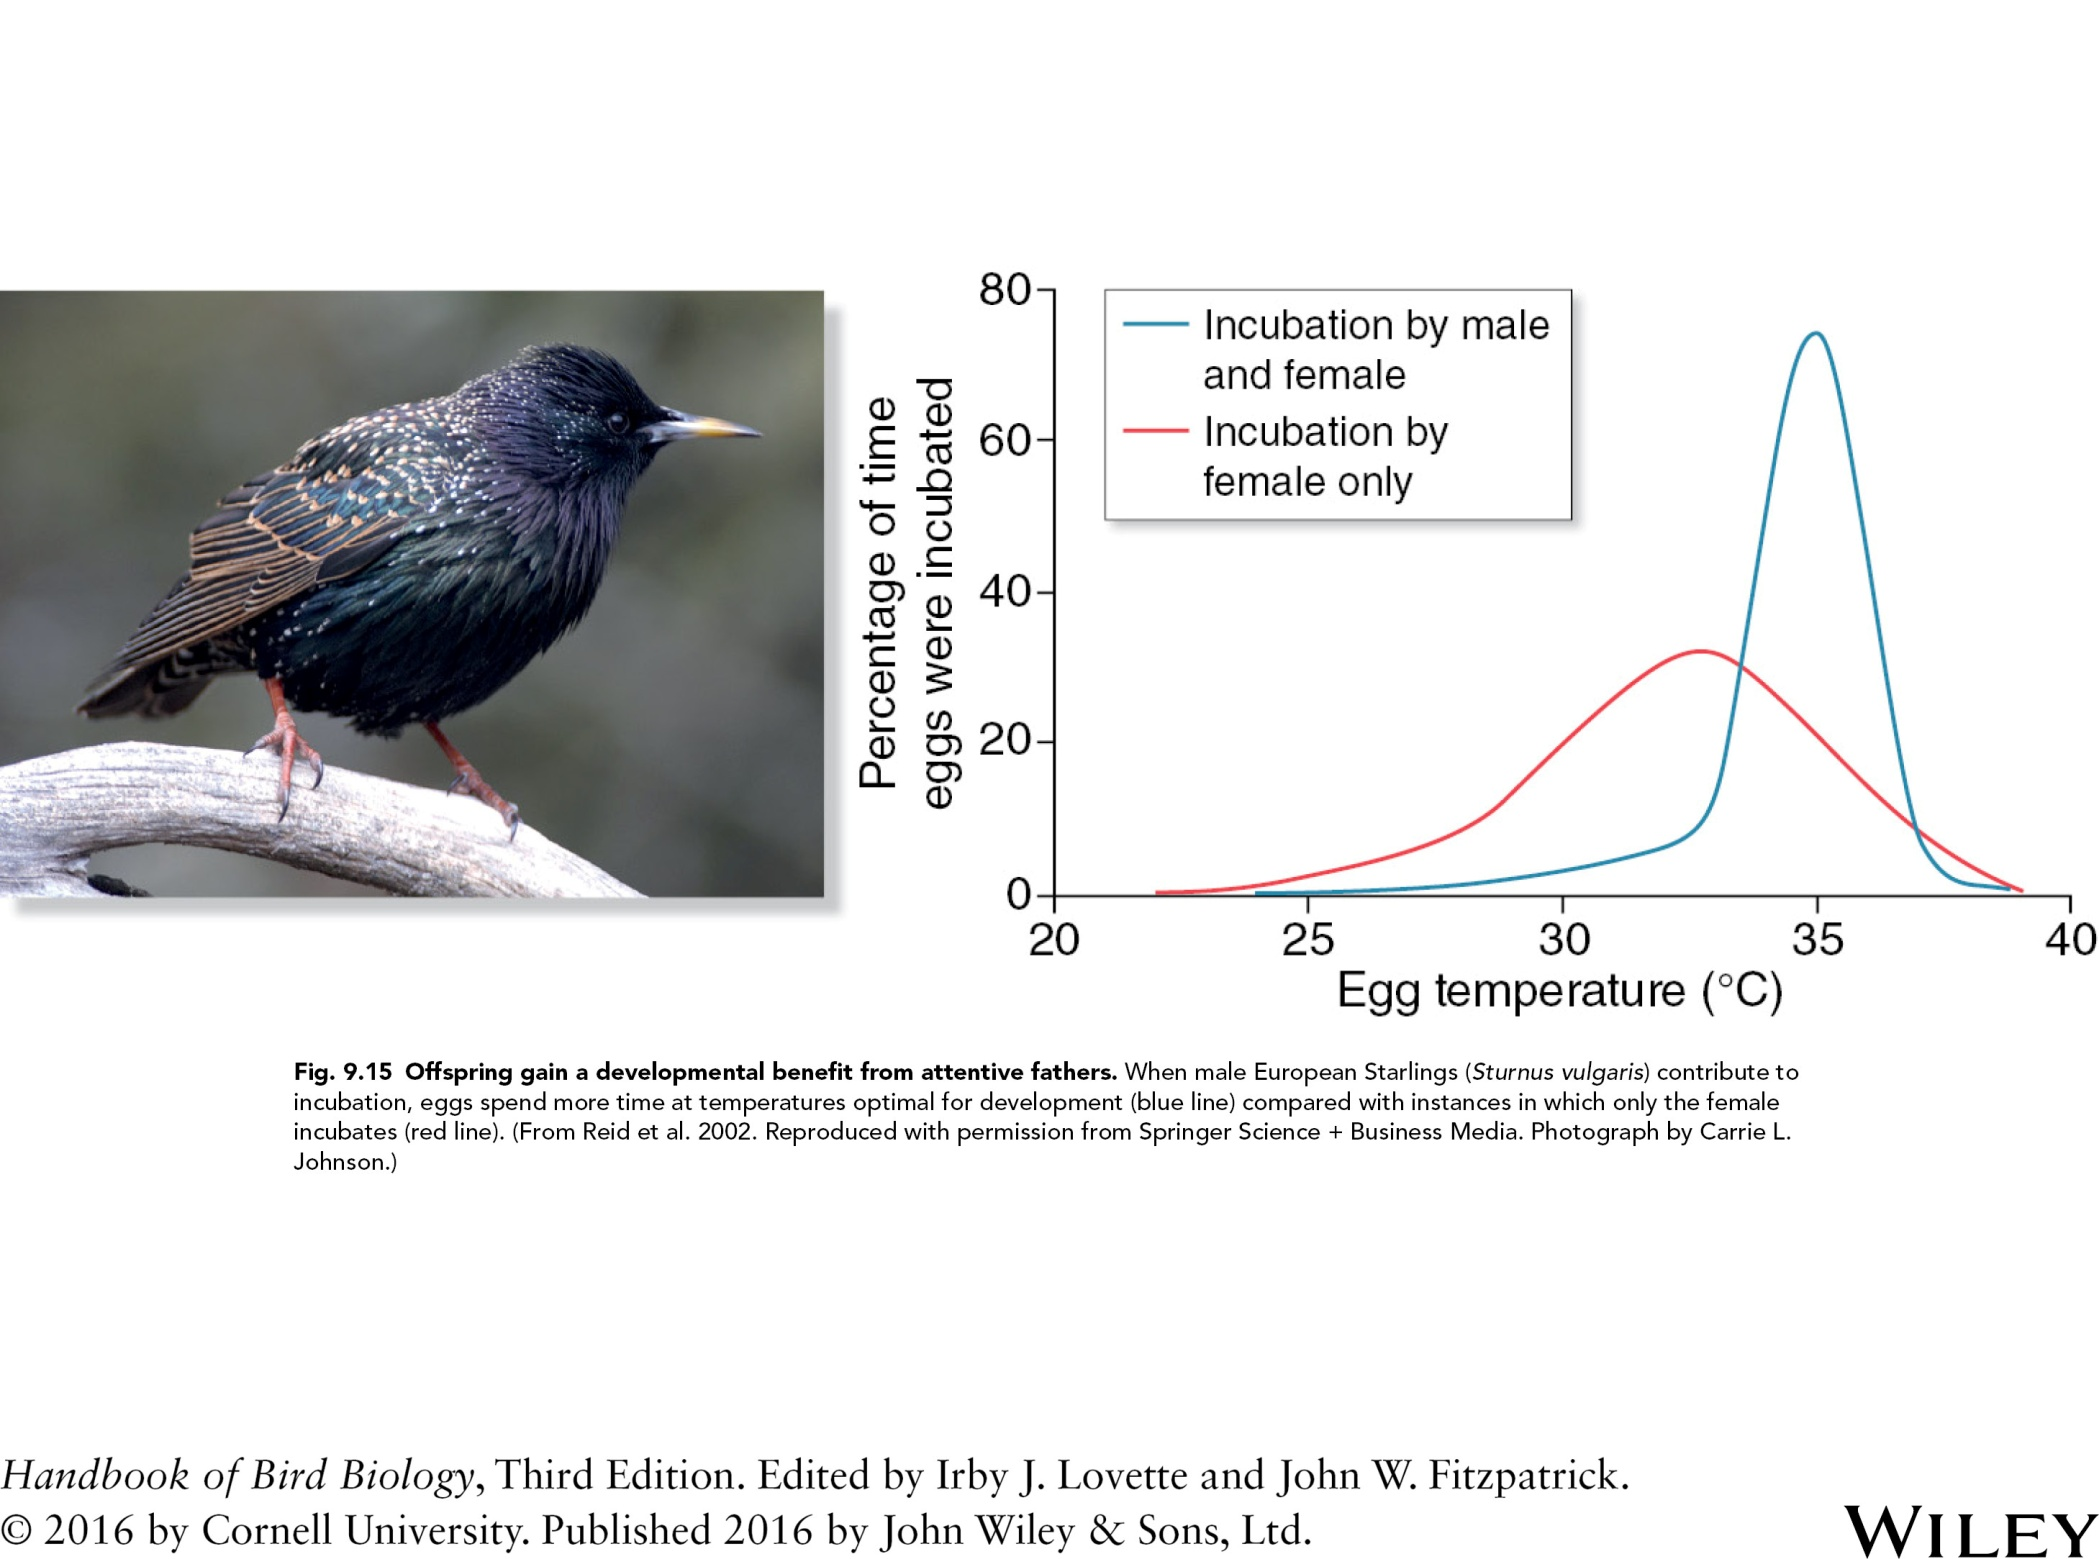 80
60
40
20
0
Percentage of time
eggs were incubated
Incubation by male
and female
Incubation by
female only
20 25 30 35 40
Egg temperature (°C)
Fig. 9.15 Offspring gain a developmental benefit from attentive fathers. When male European Starlings (Sturnus vulgaris) contribute to
incubation, eggs spend more time at temperatures optimal for development (blue line) compared with instances in which only the female
incubates (red line). (From Reid et al. 2002. Reproduced with permission from Springer Science + Business Media. Photograph by Carrie L.
Johnson.)
Handbook of Bird Biology, Third Edition. Edited by Irby J. Lovette and John W. Fitzpatrick.
© 2016 by Cornell University. Published 2016 by John Wiley & Sons, Ltd.
WILEY